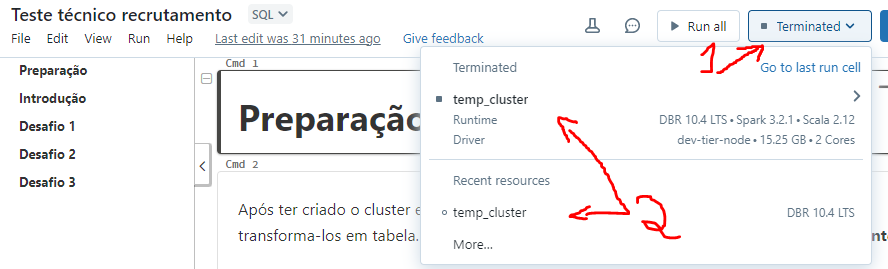 Teste técnico recrutamento SQL
File Edit View Run Help Last edit was 31 minutes ago Give feedback
Run all
Terminated
1
Preparação
Introdução
Desafio 1
Desafio 2
Desafio 3
Cmd 1
Preparação
Cmd 2
Após ter criado o cluster e
transforma-los em tabela.
Terminated Go to last run cell
temp_cluster
Runtime DBR 10.4 LTS • Spark 3.2.1 • Scala 2.12
Driver dev-tier-node • 15.25 GB • 2 Cores
Recent resources
temp_cluster DBR 10.4 LTS
More...
2